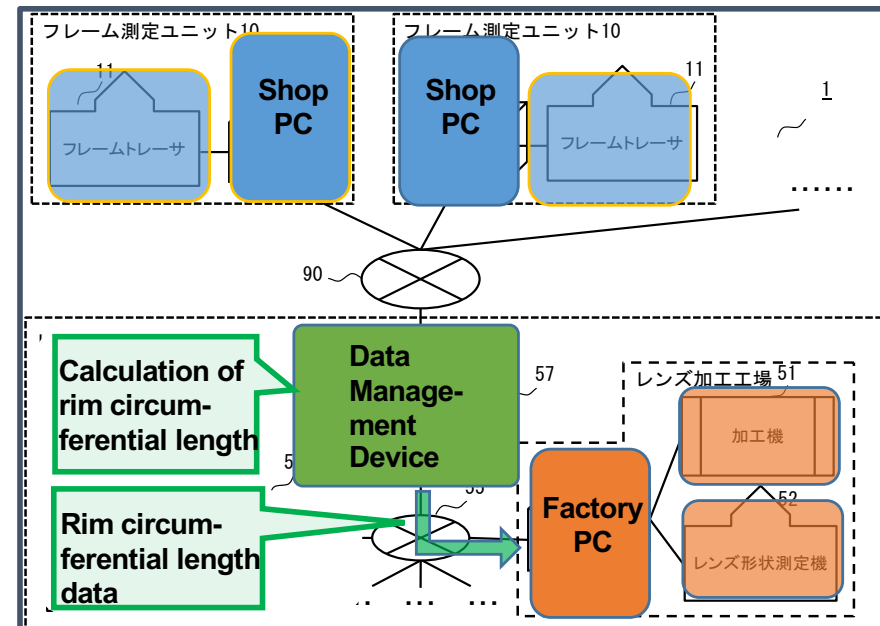 フレーム測定ユニット10
フレーム測定ユニット10
11
Shop
PC
フレームトレーサ
Shop
PC
11
フレームトレーサ
1
......
90
Calculation of
rim circum-
ferential length
Data
Manage-
ment
Device
57
レンズ加工工場
51
加工機
52
レンズ形状測定機
Factory
PC
Rim circum-
ferential length
data
...
...